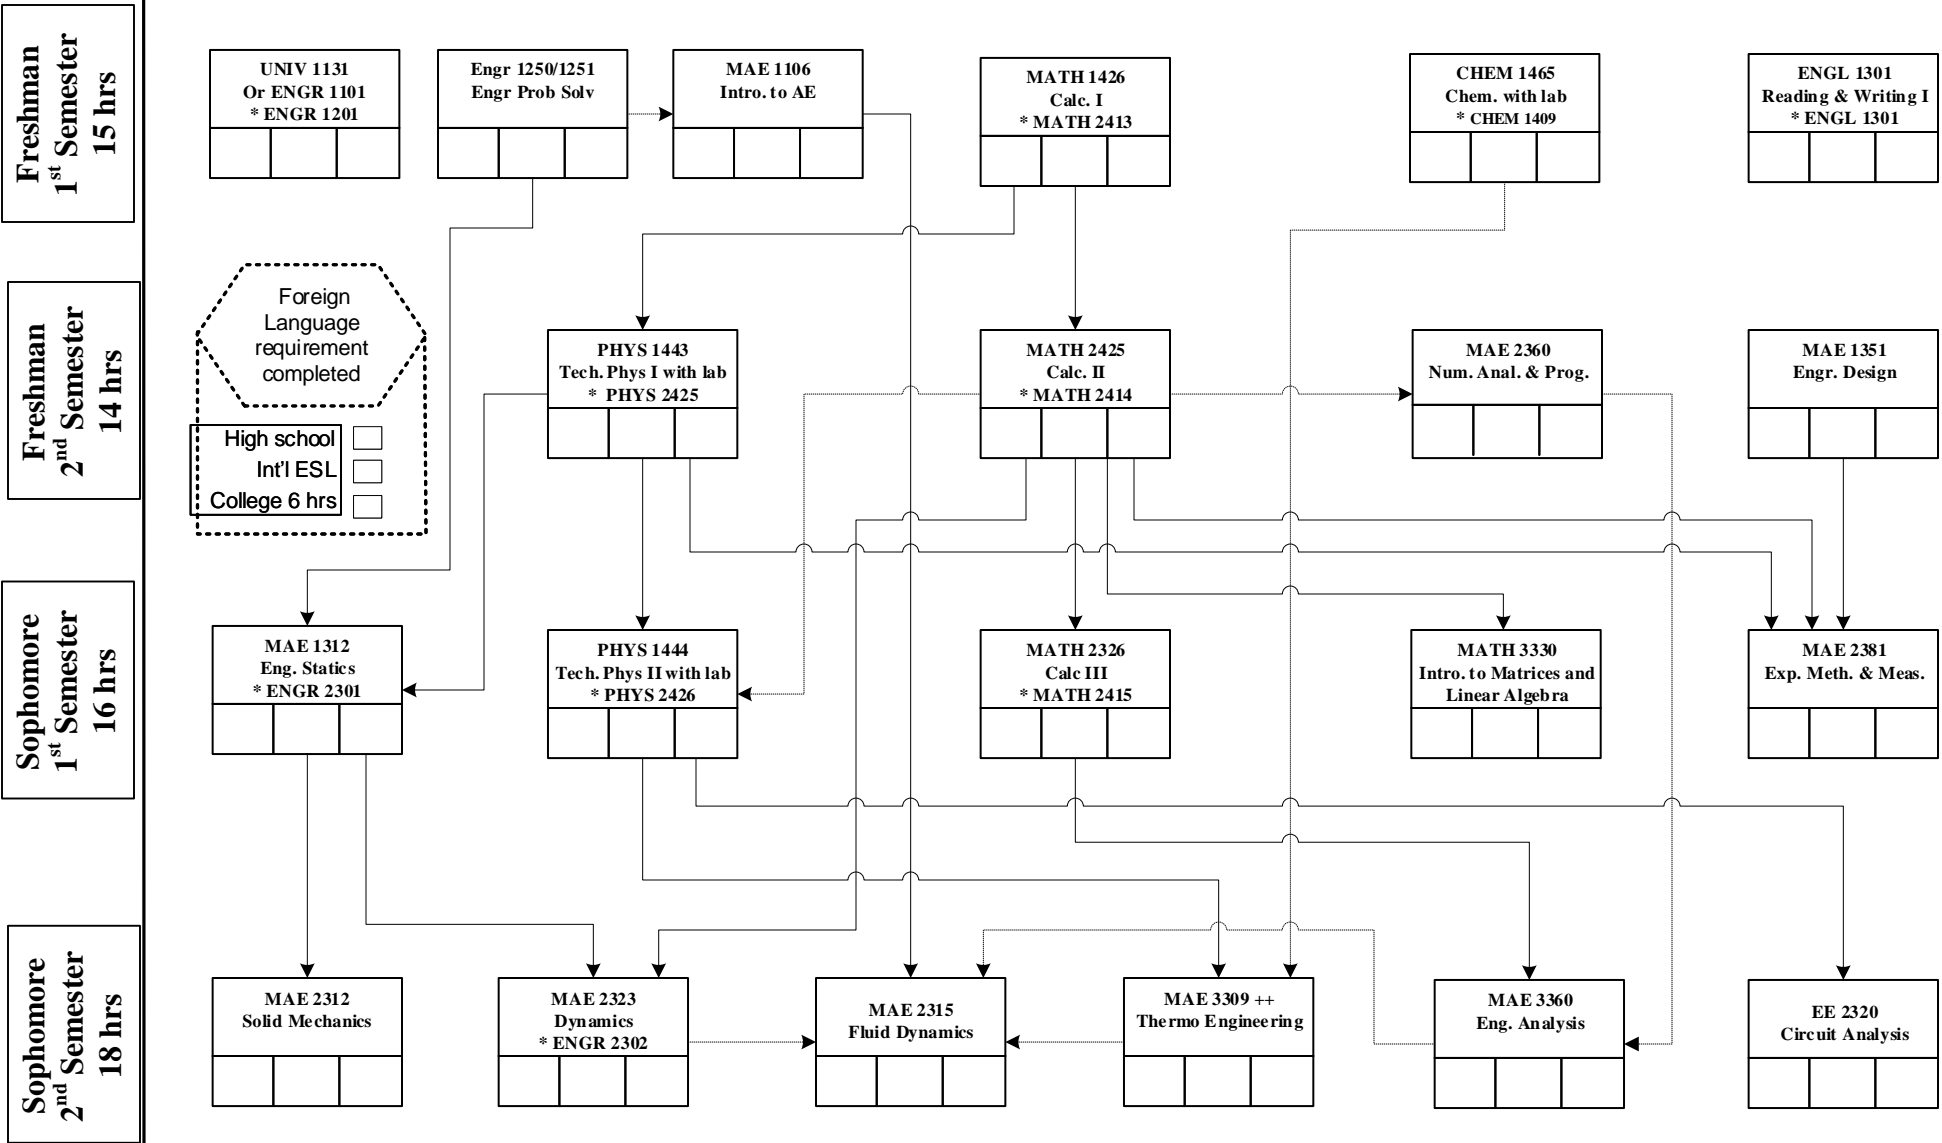 Freshman
1st Semester
15 hrs
UNIV 1131
Or ENGR 1101
* ENGR 1201
Engr 1250/1251
Engr Prob Solv
MAE 1106
Intro. to AE
MATH 1426
Calc. I
* MATH 2413
CHEM 1465
Chem. with lab
* CHEM 1409
ENGL 1301
Reading & Writing I
* ENGL 1301
Freshman
2nd Semester
14 hrs
Foreign
Language
requirement
completed
High school
Int'l ESL
College 6 hrs
PHYS 1443
Tech. Phys I with lab
* PHYS 2425
MATH 2425
Calc. II
* MATH 2414
MAE 2360
Num. Anal. & Prog.
MAE 1351
Engr. Design
Sophomore
1st Semester
16 hrs
MAE 1312
Eng. Statics
* ENGR 2301
PHYS 1444
Tech. Phys II with lab
* PHYS 2426
MATH 2326
Calc III
* MATH 2415
MATH 3330
Intro. to Matrices and
Linear Algebra
MAE 2381
Exp. Meth. & Meas.
Sophomore
2nd Semester
18 hrs
MAE 2312
Solid Mechanics
MAE 2323
Dynamics
* ENGR 2302
MAE 2315
Fluid Dynamics
MAE 3309 ++
Thermo Engineering
MAE 3360
Eng. Analysis
EE 2320
Circuit Analysis